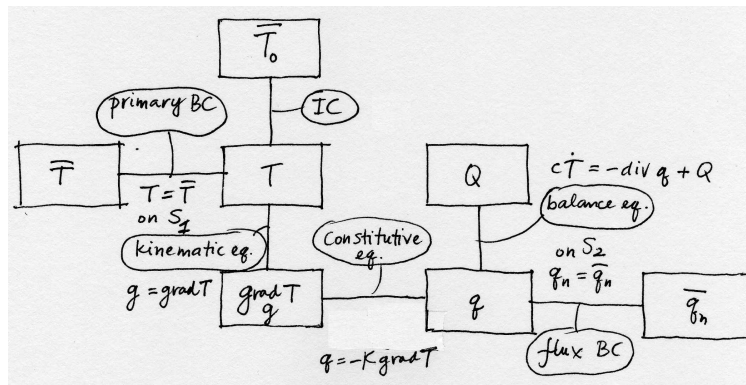 T̿₀
primary BC
IC
T̿
T
Q
cṪ = -div q + Q
T = T̿
on S₁
balance eq.
kinematic eq.
Constitutive
eq.
on S₂
qₙ = q̅ₙ
g = grad T
grad T
g
q
q̅ₙ
q = -K grad T
flux BC